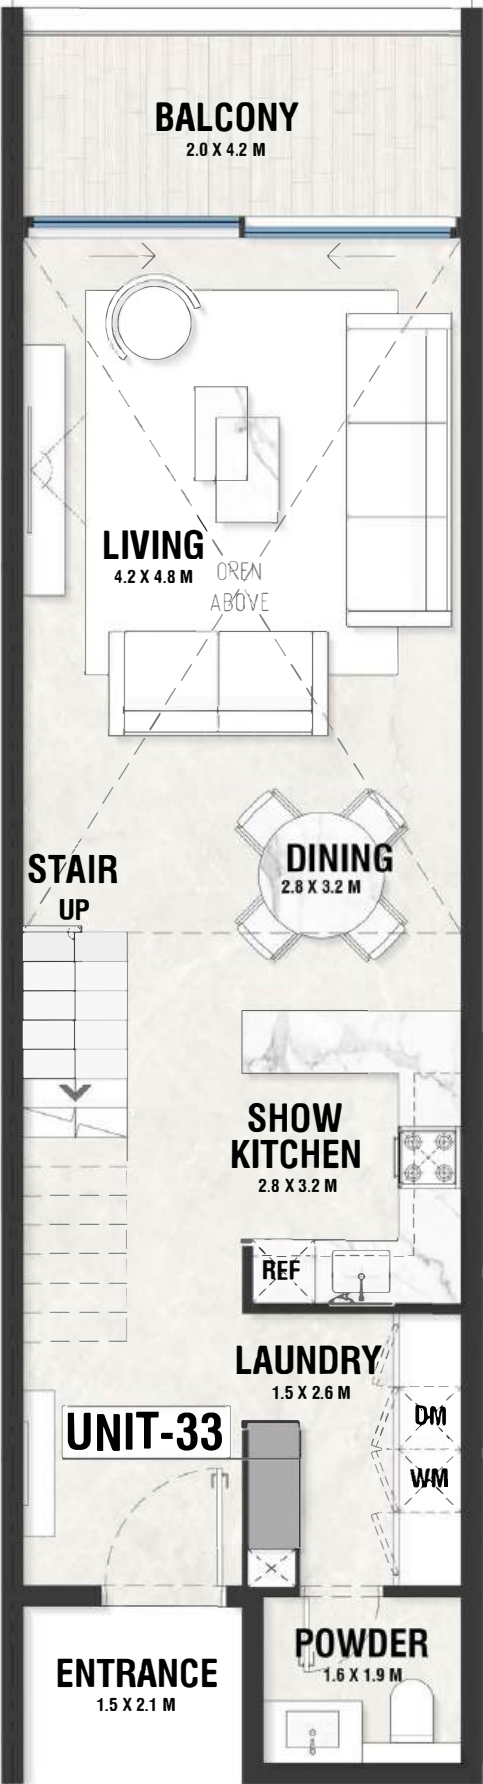 BALCONY
2.0 X 4.2 M
LIVING
4.2 X 4.8 M
OPEN
ABOVE
DINING
2.8 X 3.2 M
STAIR
UP
SHOW
KITCHEN
2.8 X 3.2 M
REF
LAUNDRY
1.5 X 2.6 M
DM
UNIT-33
WM
POWDER
1.6 X 1.9 M
ENTRANCE
1.5 X 2.1 M